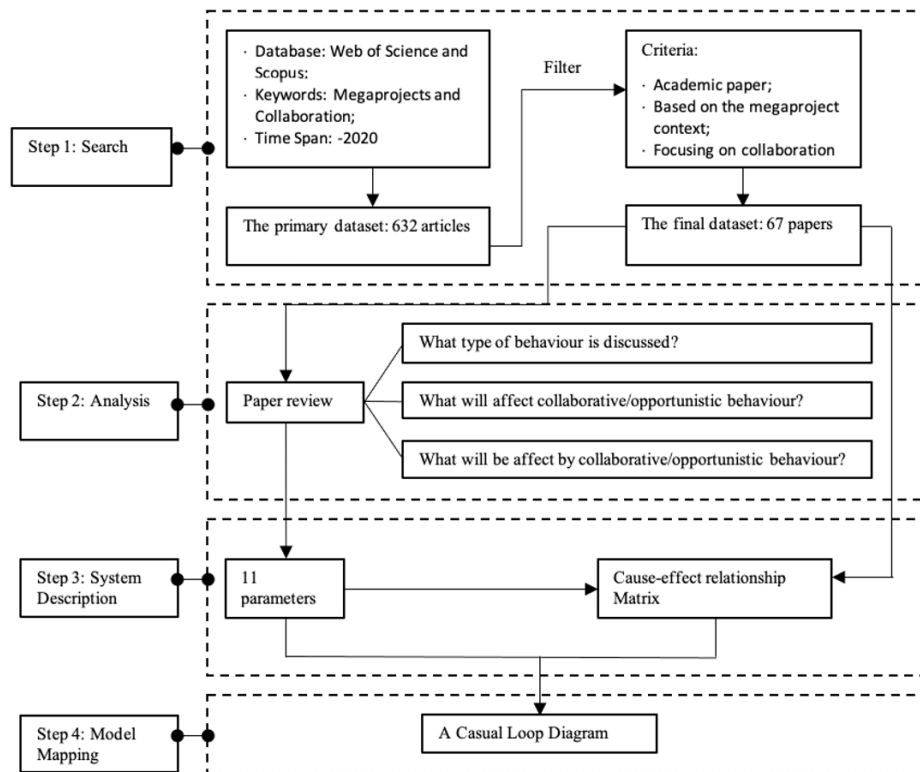 Step 1: Search
· Database: Web of Science and
Scopus:
· Keywords: Megaprojects and
Collaboration;
· Time Span: -2020
Filter
Criteria:
· Academic paper;
· Based on the megaproject
context;
· Focusing on collaboration
The primary dataset: 632 articles
The final dataset: 67 papers
Step 2: Analysis
Paper review
What type of behaviour is discussed?
What will affect collaborative/opportunistic behaviour?
What will be affect by collaborative/opportunistic behaviour?
Step 3: System
Description
11
parameters
Cause-effect relationship
Matrix
Step 4: Model
Mapping
A Casual Loop Diagram